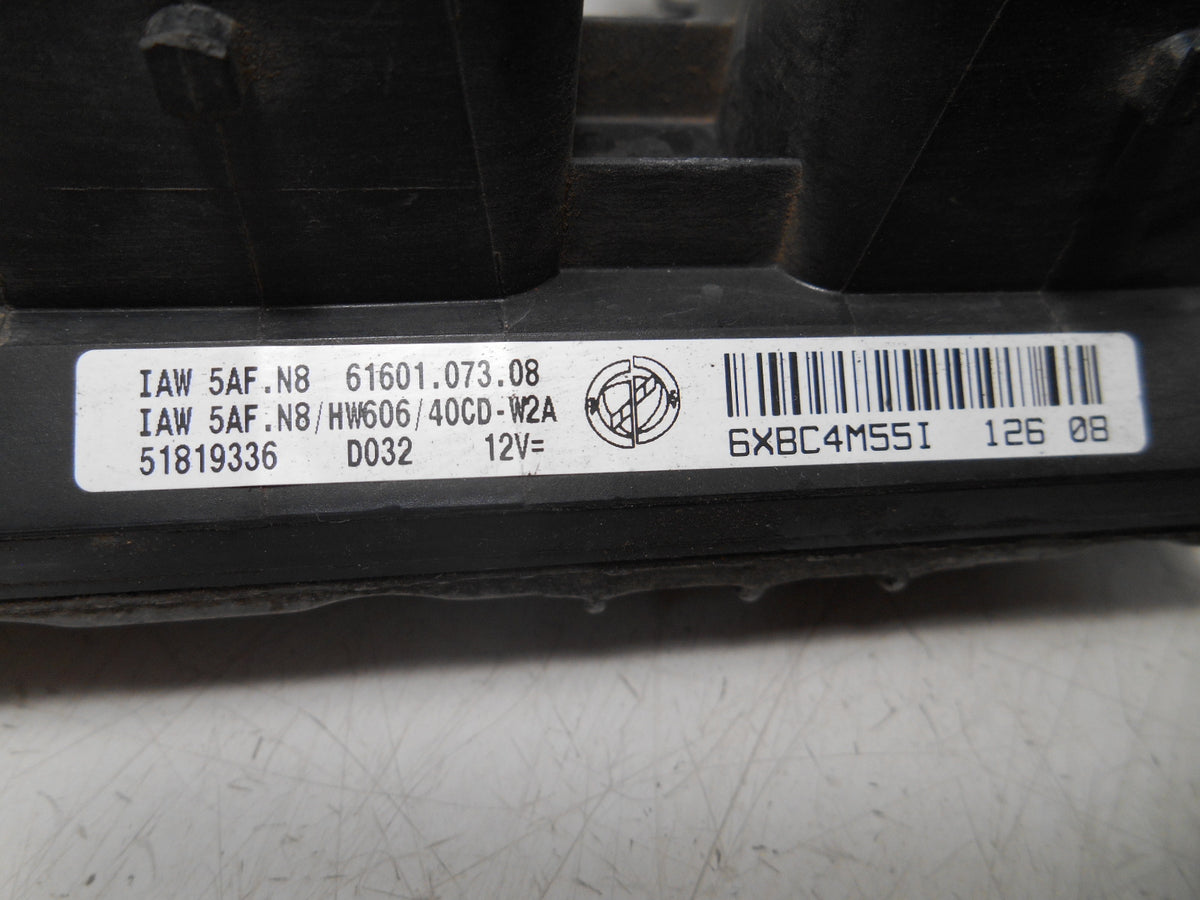 IAW 5AF.N8 61601.073.08
IAW 5AF.N8/HW606/40CD-W2A
51819336 D032 12V=
6XBC4M55I 126 08